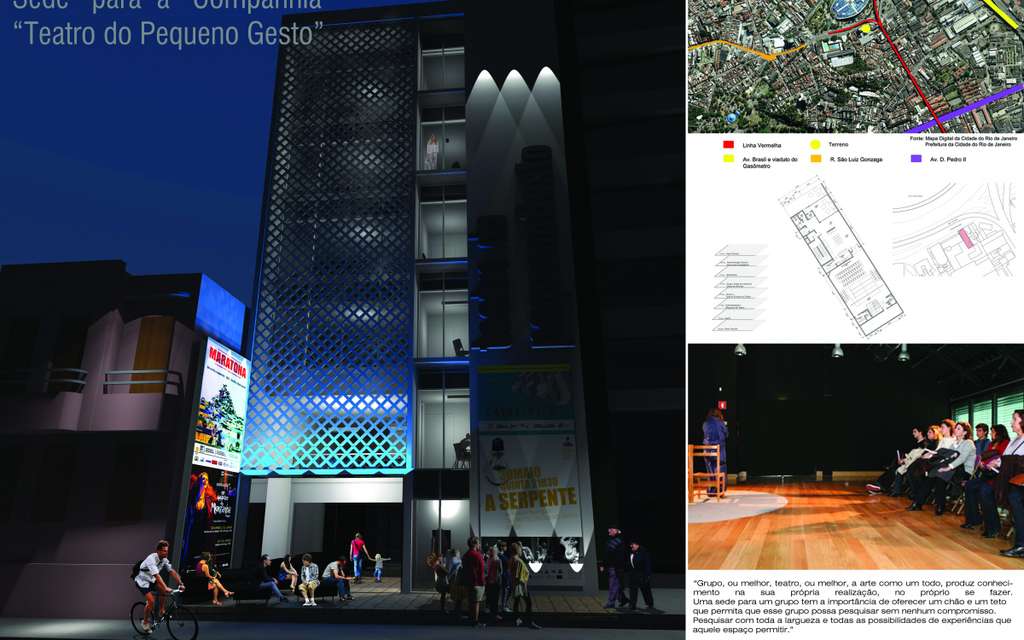 Sede para a Companhia
“Teatro do Pequeno Gesto”
MARATONA
A SERPENTE
Fonte: Mapa Digital da Cidade do Rio de Janeiro
Prefeitura da Cidade do Rio de Janeiro
Linha Vermelha
Terreno
Av. Brasil e viaduto do
Gasômetro
R. São Luiz Gonzaga
Av. D. Pedro II
“Grupo, ou melhor, teatro, ou melhor, a arte como um todo, produz conheci-
mento na sua própria realização, no próprio se fazer.
Uma sede para um grupo tem a importância de oferecer um chão e um teto
que permita que esse grupo possa pesquisar sem nenhum compromisso.
Pesquisar com toda a largueza e todas as possibilidades de experiências que
aquele espaço permitir.”